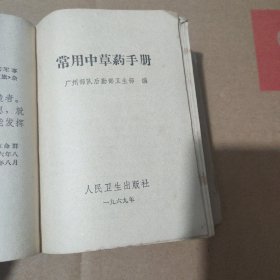 常用中草药手册
广州部队后勤部卫生部 编
人民卫生出版社
一九六九年